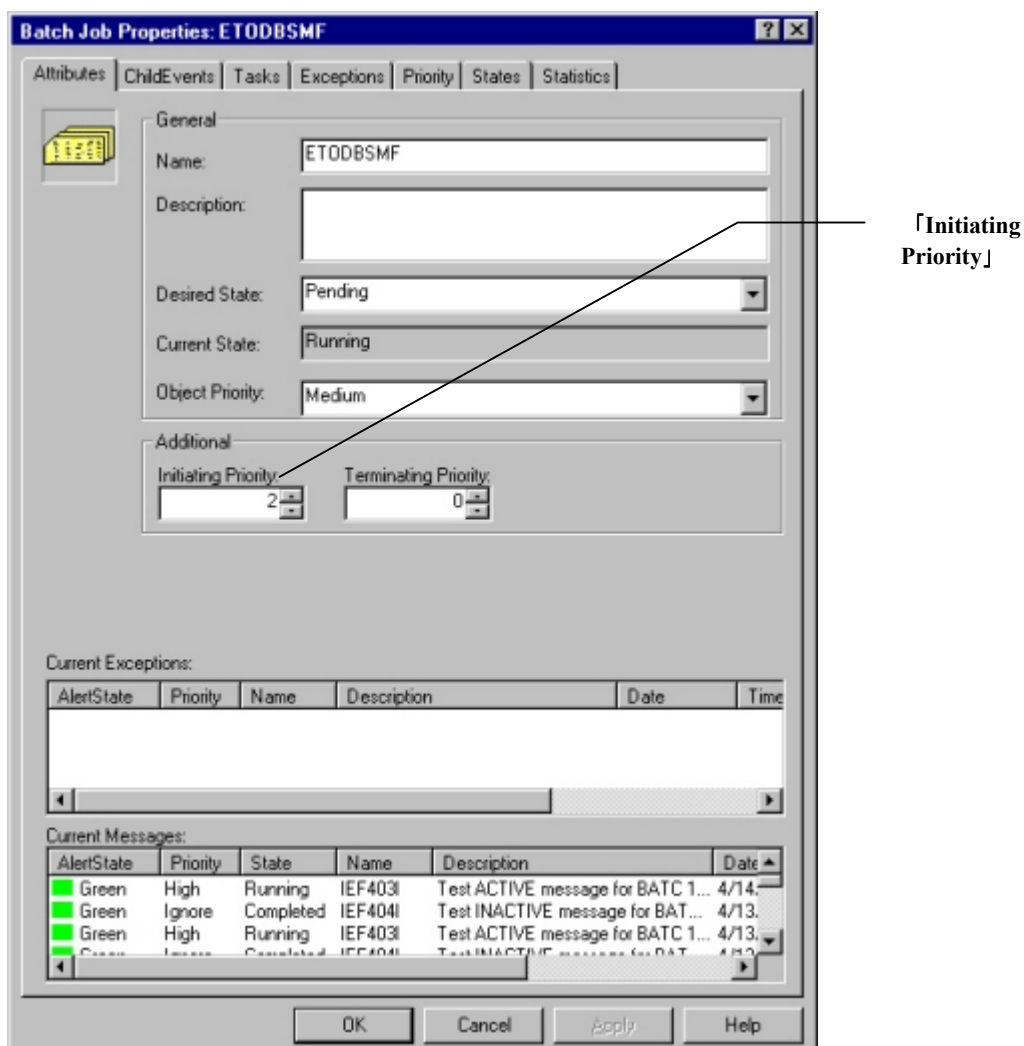 Batch Job Properties: ETODBSMF
Attributes ChildEvents Tasks Exceptions Priority States Statistics
General
Name: ETODBSMF
Description:
Desired State: Pending
Current State: Running
Object Priority: Medium
Additional
Initiating Priority: Terminating Priority:
2 0
「Initiating
Priority」
Current Exceptions:
AlertState Priority Name Description Date Time
Current Messages:
AlertState Priority State Name Description Date
Green High Running IEF403I Test ACTIVE message for BATC 1... 4/14.
Green Ignore Completed IEF404I Test INACTIVE message for BAT... 4/13.
Green High Running IEF403I Test ACTIVE message for BATC 1... 4/13.
OK Cancel Apply Help